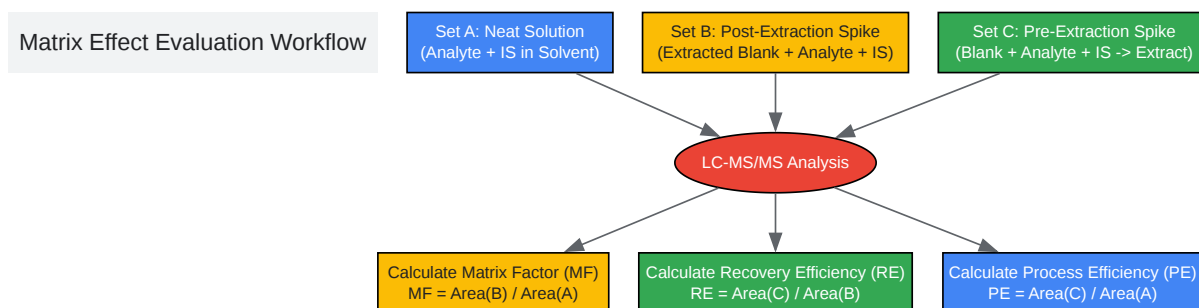 Matrix Effect Evaluation Workflow
Set A: Neat Solution
(Analyte + IS in Solvent)
Set B: Post-Extraction Spike
(Extracted Blank + Analyte + IS)
Set C: Pre-Extraction Spike
(Blank + Analyte + IS -> Extract)
LC-MS/MS Analysis
Calculate Matrix Factor (MF)
MF = Area(B) / Area(A)
Calculate Recovery Efficiency (RE)
RE = Area(C) / Area(B)
Calculate Process Efficiency (PE)
PE = Area(C) / Area(A)